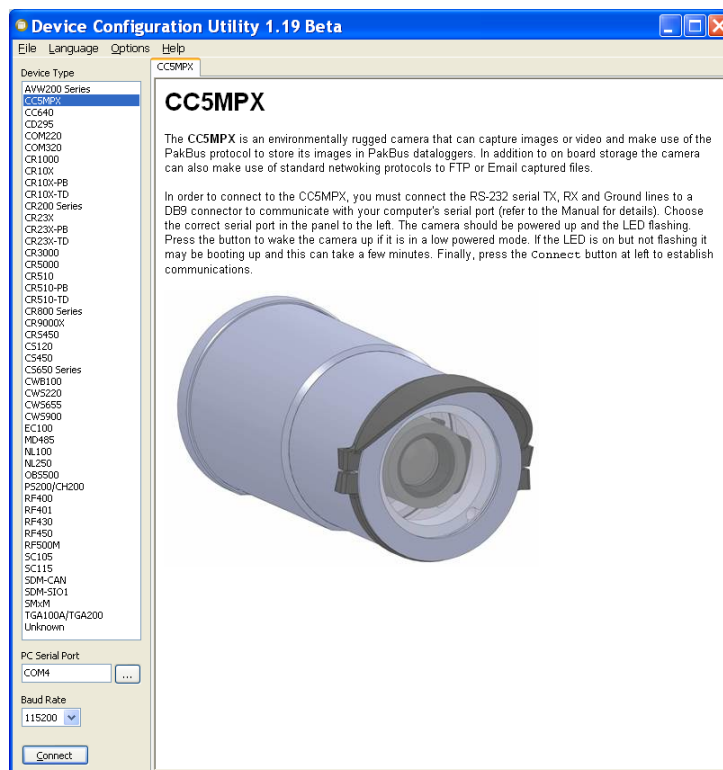 Device Configuration Utility 1.19 Beta
File Language Options Help
Device Type
AVW200 Series
CC5MPX
CC640
CD295
COM220
COM320
CR1000
CR10X
CR10X-PB
CR10X-TD
CR200 Series
CR23X
CR23X-PB
CR23X-TD
CR3000
CR5000
CR510
CR510-PB
CR510-TD
CR800 Series
CR9000X
CRS450
CS120
CS450
CS650 Series
CWB100
CWS220
CWS655
CWS900
EC100
MD485
NL100
NL250
OBS500
PS200/CH200
RF400
RF401
RF430
RF450
RF500M
SC105
SC115
SDM-CAN
SDM-SIO1
SMxM
TGA100A/TGA200
Unknown
PC Serial Port
COM4
...
Baud Rate
115200
Connect
CC5MPX
CC5MPX
The CC5MPX is an environmentally rugged camera that can capture images or video and make use of the
PakBus protocol to store its images in PakBus dataloggers. In addition to on board storage the camera
can also make use of standard netwoking protocols to FTP or Email captured files.
In order to connect to the CC5MPX, you must connect the RS-232 serial TX, RX and Ground lines to a
DB9 connector to communicate with your computer's serial port (refer to the Manual for details). Choose
the correct serial port in the panel to the left. The camera should be powered up and the LED flashing.
Press the button to wake the camera up if it is in a low powered mode. If the LED is on but not flashing it
may be booting up and this can take a few minutes. Finally, press the Connect button at left to establish
communications.